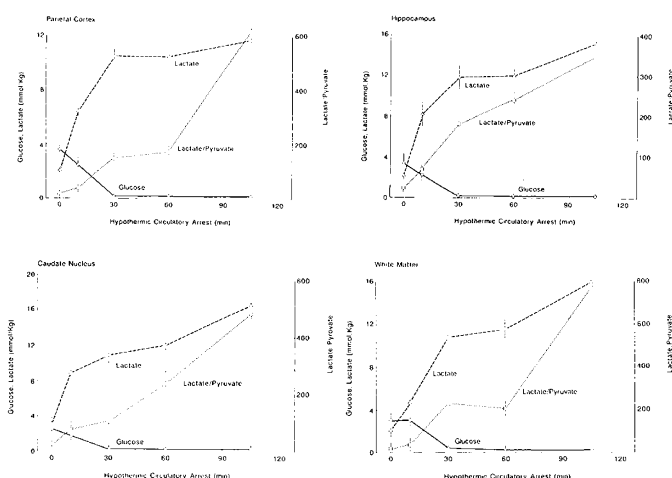 Parietal Cortex
12
8
4
0
Glucose, Lactate (mmol/Kg)
Lactate
Lactate/Pyruvate
Glucose
600
400
200
Lactate/Pyruvate
0 30 60 120
Hypothermic Circulatory Arrest (min)
Hippocampus
16
12
8
4
0
Glucose, Lactate (mmol/Kg)
Lactate
Lactate/Pyruvate
Glucose
400
300
200
100
Lactate/Pyruvate
0 30 60 120
Hypothermic Circulatory Arrest (min)
Caudate Nucleus
20
16
12
8
4
0
Glucose, Lactate (mmol/Kg)
Lactate
Lactate/Pyruvate
Glucose
600
400
200
Lactate Pyruvate
0 30 60 120
Hypothermic Circulatory Arrest (min)
White Matter
16
12
8
4
0
Glucose, Lactate (mmol Kg)
Lactate
Lactate/Pyruvate
Glucose
800
600
400
200
Lactate Pyruvate
0 30 60 120
Hypothermic Circulatory Arrest (min)